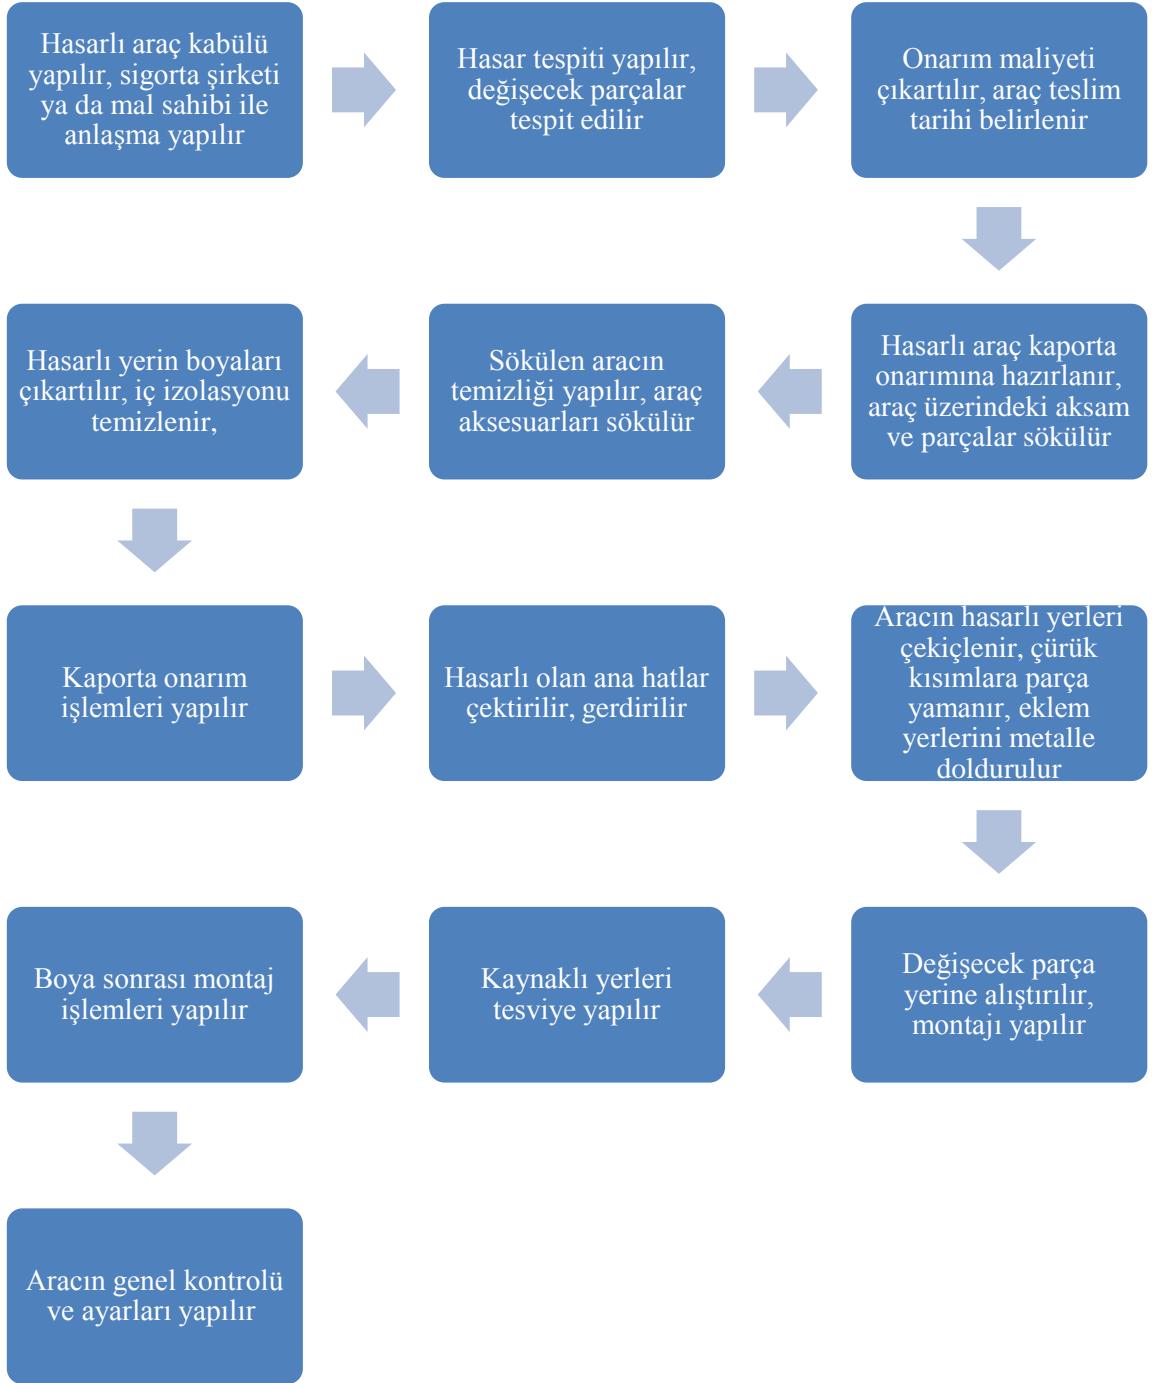 Hasarlı araç kabülü
yapılır, sigorta şirketi
ya da mal sahibi ile
anlaşma yapılır
Hasar tespiti yapılır,
değişecek parçalar
tespit edilir
Onarım maliyeti
çıkartılır, araç teslim
tarihi belirlenir
Hasarlı araç kaporta
onarımına hazırlanır,
araç üzerindeki aksam
ve parçalar sökülür
Sökülen aracın
temizliği yapılır, araç
aksesuarları sökülür
Hasarlı yerin boyaları
çıkartılır, iç izolasyonu
temizlenir,
Kaporta onarım
işlemleri yapılır
Hasarlı olan ana hatlar
çektirilir, gerdirilir
Aracın hasarlı yerleri
çekiçlenir, çürük
kısımlara parça
yamanır, eklem
yerlerini metalle
doldurulur
Değişecek parça
yerine alıştırılır,
montajı yapılır
Kaynaklı yerleri
tesviye yapılır
Boya sonrası montaj
işlemleri yapılır
Aracın genel kontrolü
ve ayarları yapılır